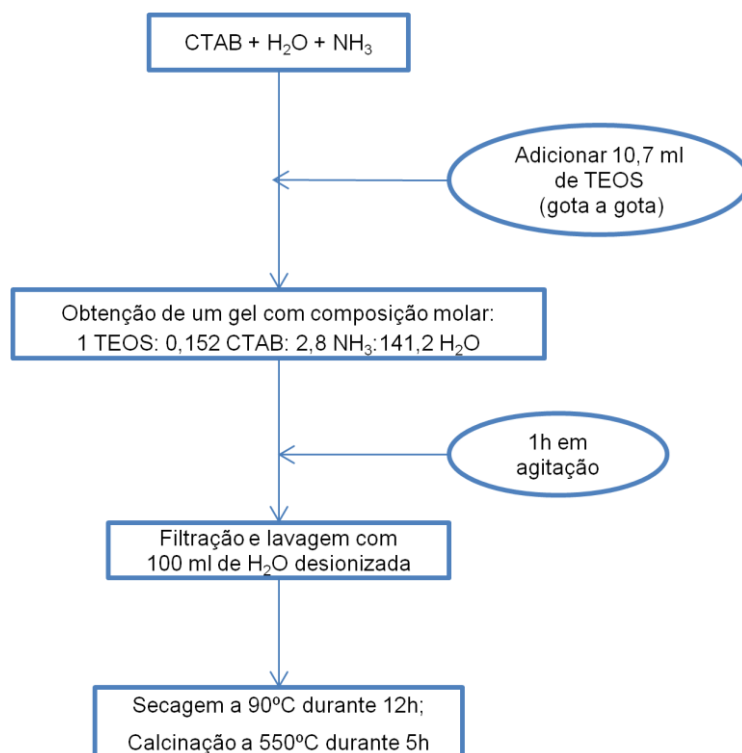 CTAB + H₂O + NH₃
Adicionar 10,7 ml
de TEOS
(gota a gota)
Obtenção de um gel com composição molar:
1 TEOS: 0,152 CTAB: 2,8 NH₃:141,2 H₂O
1h em
agitação
Filtração e lavagem com
100 ml de H₂O desionizada
Secagem a 90ºC durante 12h;
Calcinação a 550ºC durante 5h